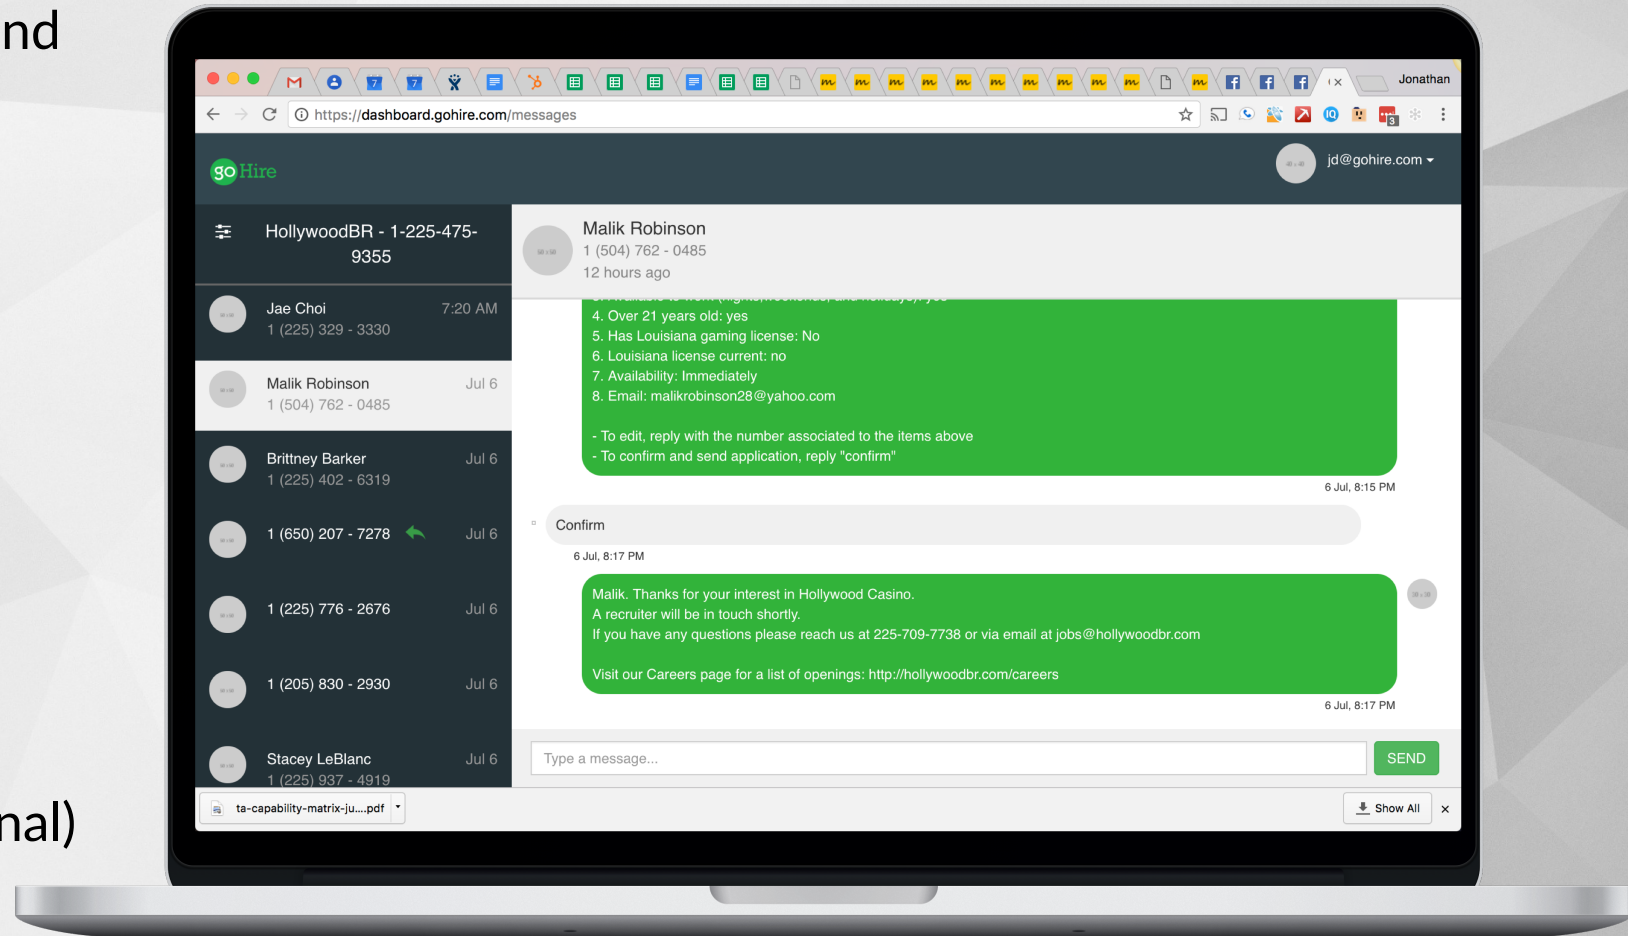 nd
nal)
Jonathan
https://dashboard.gohire.com/messages
3
go Hire
jd@gohire.com
HollywoodBR - 1-225-475-
9355
Jae Choi 7:20 AM
1 (225) 329 - 3330
Malik Robinson Jul 6
1 (504) 762 - 0485
Brittney Barker Jul 6
1 (225) 402 - 6319
1 (650) 207 - 7278 Jul 6
1 (225) 776 - 2676 Jul 6
1 (205) 830 - 2930 Jul 6
Stacey LeBlanc Jul 6
1 (225) 937 - 4919
Malik Robinson
1 (504) 762 - 0485
12 hours ago
4. Over 21 years old: yes
5. Has Louisiana gaming license: No
6. Louisiana license current: no
7. Availability: Immediately
8. Email: malikrobinson28@yahoo.com
- To edit, reply with the number associated to the items above
- To confirm and send application, reply "confirm"
6 Jul, 8:15 PM
Confirm
6 Jul, 8:17 PM
Malik. Thanks for your interest in Hollywood Casino.
A recruiter will be in touch shortly.
If you have any questions please reach us at 225-709-7738 or via email at jobs@hollywoodbr.com
Visit our Careers page for a list of openings: http://hollywoodbr.com/careers
6 Jul, 8:17 PM
Type a message...
SEND
ta-capability-matrix-ju....pdf
Show All